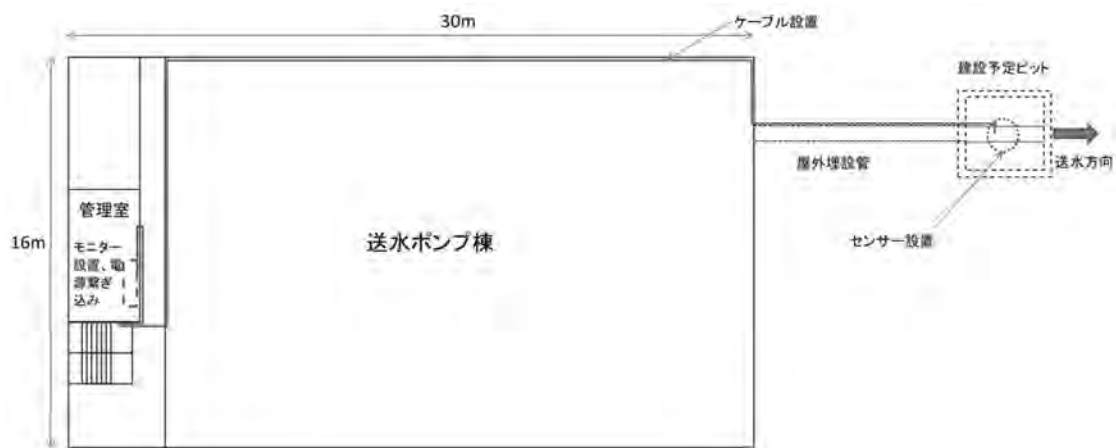 30m
ケーブル設置
建設予定ピット
送水方向
屋外埋設管
管理室
16m
モニター
設置、電
源繋ぎ
込み
送水ポンプ棟
センサー設置